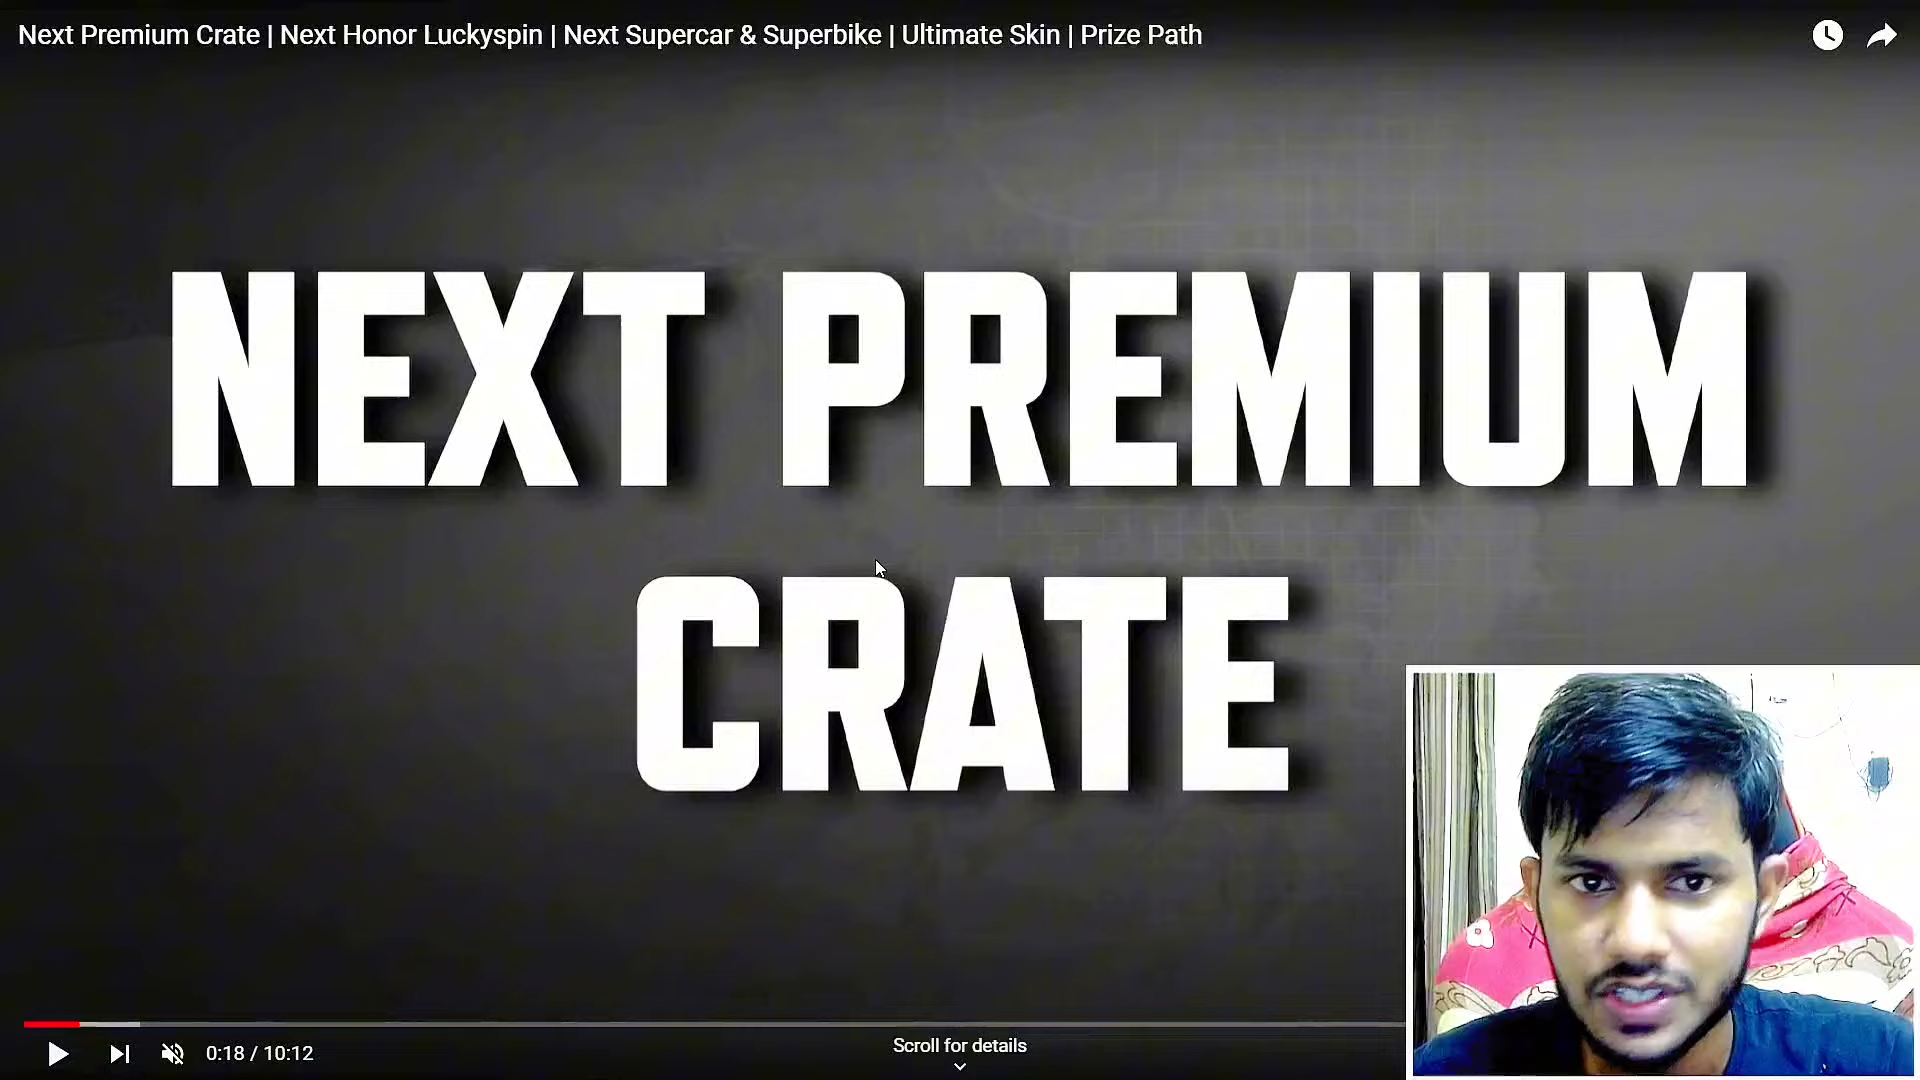 Next Premium Crate | Next Honor Luckyspin | Next Supercar & Superbike | Ultimate Skin | Prize Path
NEXT PREMIUM
CRATE
Scroll for details
0:18 / 10:12